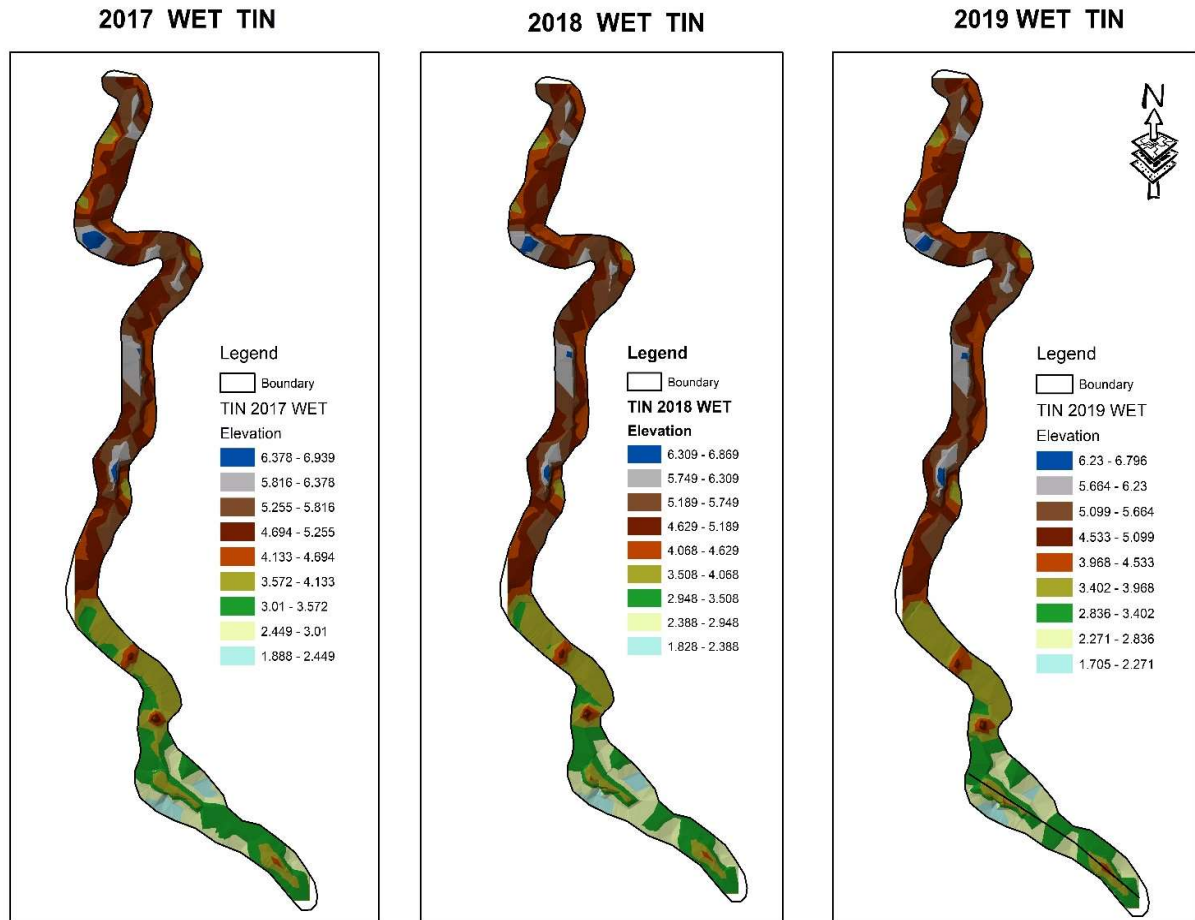 2017 WET TIN
2018 WET TIN
2019 WET TIN
N
Legend
Boundary
TIN 2017 WET
Elevation
6.378 - 6.939
5.816 - 6.378
5.255 - 5.816
4.694 - 5.255
4.133 - 4.694
3.572 - 4.133
3.01 - 3.572
2.449 - 3.01
1.888 - 2.449
Legend
Boundary
TIN 2018 WET
Elevation
6.309 - 6.869
5.749 - 6.309
5.189 - 5.749
4.629 - 5.189
4.068 - 4.629
3.508 - 4.068
2.948 - 3.508
2.388 - 2.948
1.828 - 2.388
Legend
Boundary
TIN 2019 WET
Elevation
6.23 - 6.796
5.664 - 6.23
5.099 - 5.664
4.533 - 5.099
3.968 - 4.533
3.402 - 3.968
2.836 - 3.402
2.271 - 2.836
1.705 - 2.271